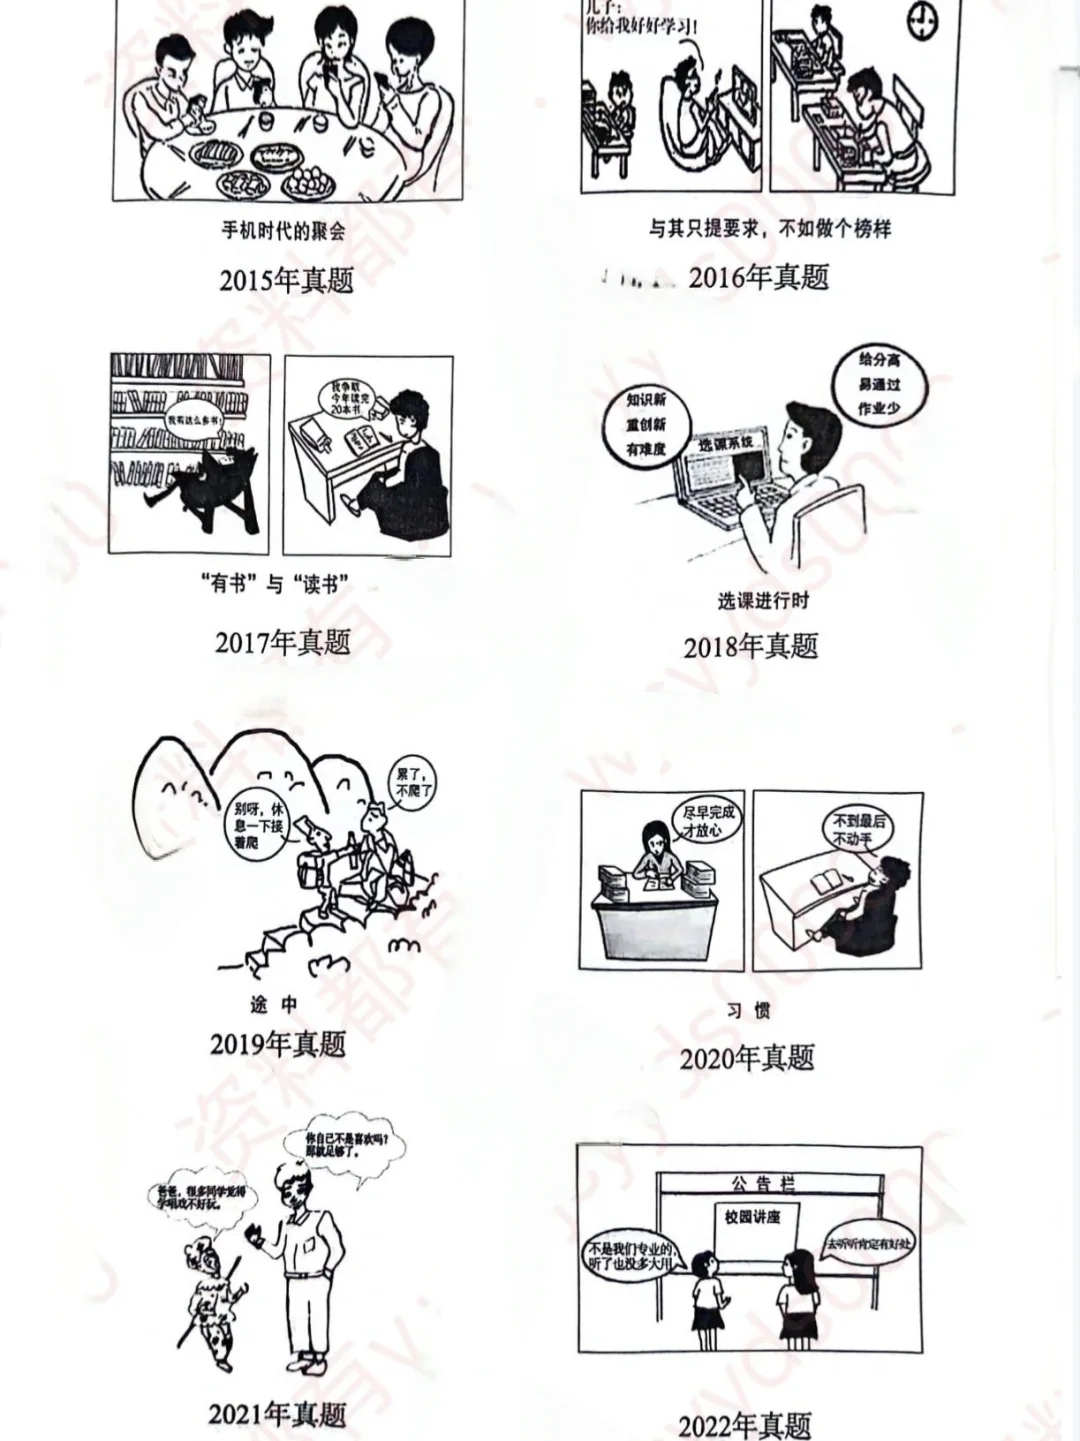 儿子：
你给我好好学习！
手机时代的聚会
2015年真题
与其只提要求，不如做个榜样
2016年真题
我有这么多书！
我争取
今年读完
20本书
“有书”与“读书”
2017年真题
知识新
重创新
有难度
给分高
易通过
作业少
选课系统
选课进行时
2018年真题
别呀，休
息一下接
着爬
累了，
不爬了
途 中
2019年真题
尽早完成
才放心
不到最后
不动手
习 惯
2020年真题
爸爸，很多同学觉得
学唱戏不好玩。
你自己不是喜欢吗？
那就足够了。
2021年真题
公 告 栏
校园讲座
不是我们专业的，
听了也没多大用
去听听肯定有好处
2022年真题